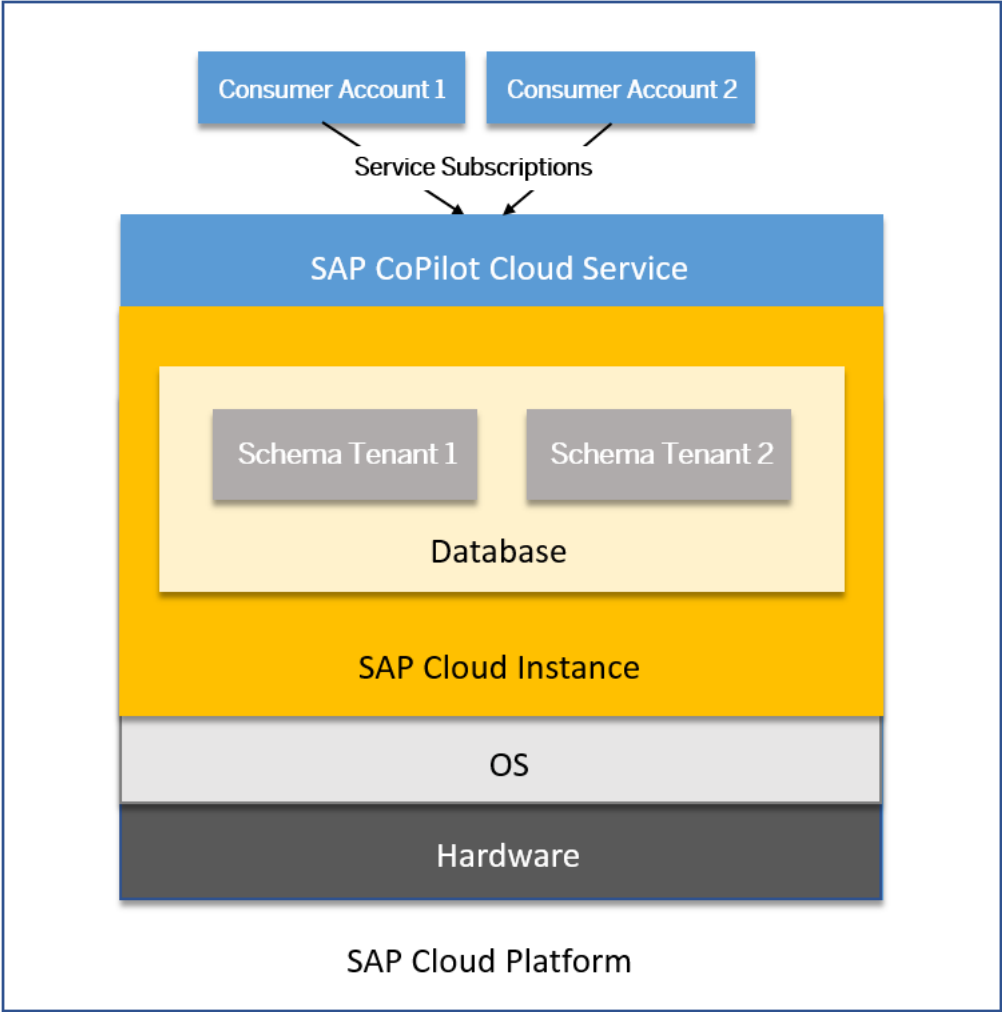 Consumer Account 1
Consumer Account 2
Service Subscriptions
SAP CoPilot Cloud Service
Schema Tenant 1
Schema Tenant 2
Database
SAP Cloud Instance
OS
Hardware
SAP Cloud Platform